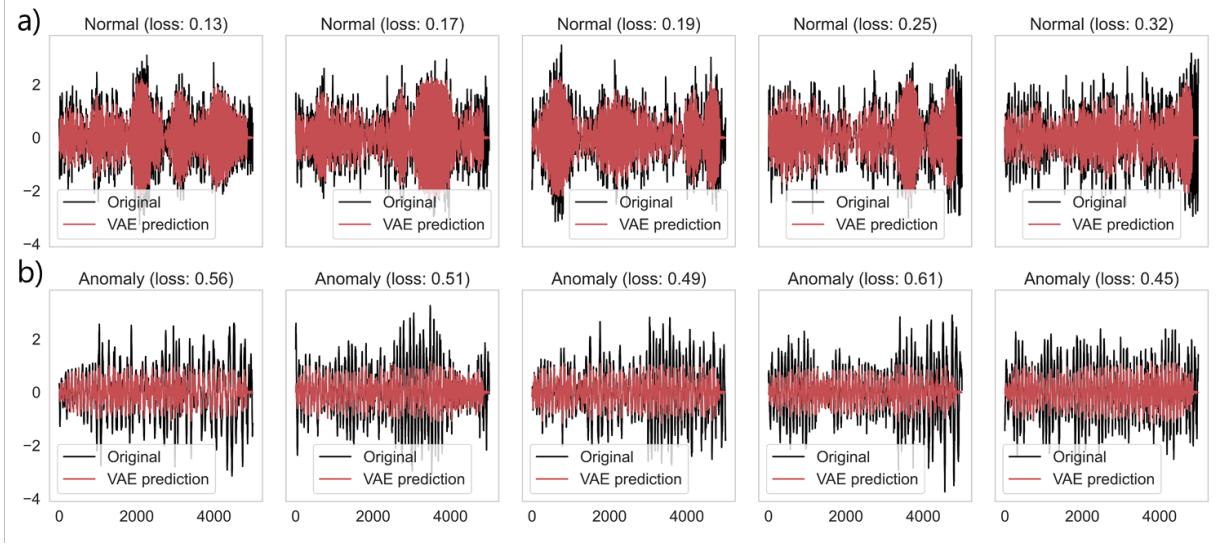 a)
Normal (loss: 0.13) Normal (loss: 0.17) Normal (loss: 0.19) Normal (loss: 0.25) Normal (loss: 0.32)
2
0
−2
−4
Original Original Original Original Original
VAE prediction VAE prediction VAE prediction VAE prediction VAE prediction
b)
Anomaly (loss: 0.56) Anomaly (loss: 0.51) Anomaly (loss: 0.49) Anomaly (loss: 0.61) Anomaly (loss: 0.45)
2
0
−2
−4
Original Original Original Original Original
VAE prediction VAE prediction VAE prediction VAE prediction VAE prediction
0 2000 4000 0 2000 4000 0 2000 4000 0 2000 4000 0 2000 4000